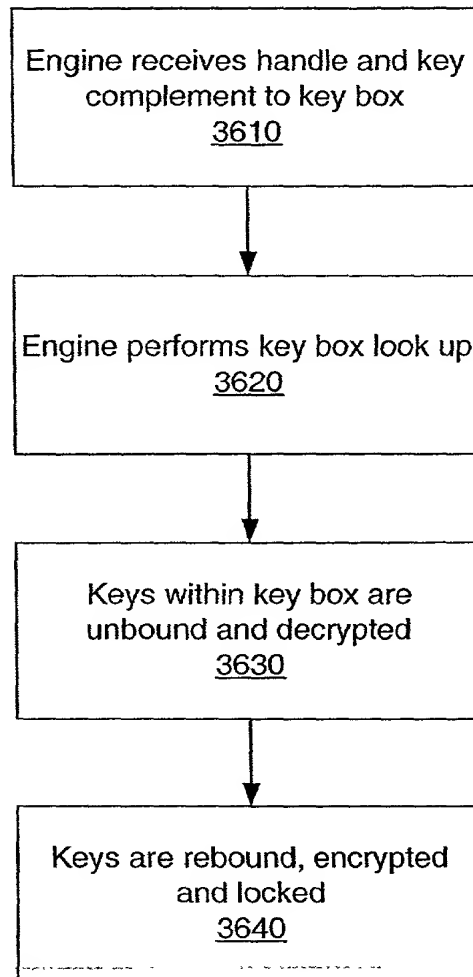 Engine receives handle and key
complement to key box
3610
Engine performs key box look up
3620
Keys within key box are
unbound and decrypted
3630
Keys are rebound, encrypted
and locked
3640